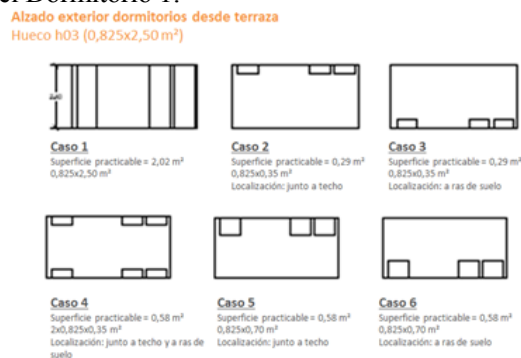 el Dormitorio 1.
Alzado exterior dormitorios desde terraza
Hueco h03 (0,825x2,50 m²)
Caso 1
Superficie practicable = 2,02 m²
0,825x2,50 m²
Caso 2
Superficie practicable = 0,29 m²
0,825x0,35 m²
Localización: junto a techo
Caso 3
Superficie practicable = 0,29 m²
0,825x0,35 m²
Localización: a ras de suelo
Caso 4
Superficie practicable = 0,58 m²
2x0,825x0,35 m²
Localización: junto a techo y a ras de
suelo
Caso 5
Superficie practicable = 0,58 m²
0,825x0,70 m²
Localización: junto a techo
Caso 6
Superficie practicable = 0,58 m²
0,825x0,70 m²
Localización: a ras de suelo